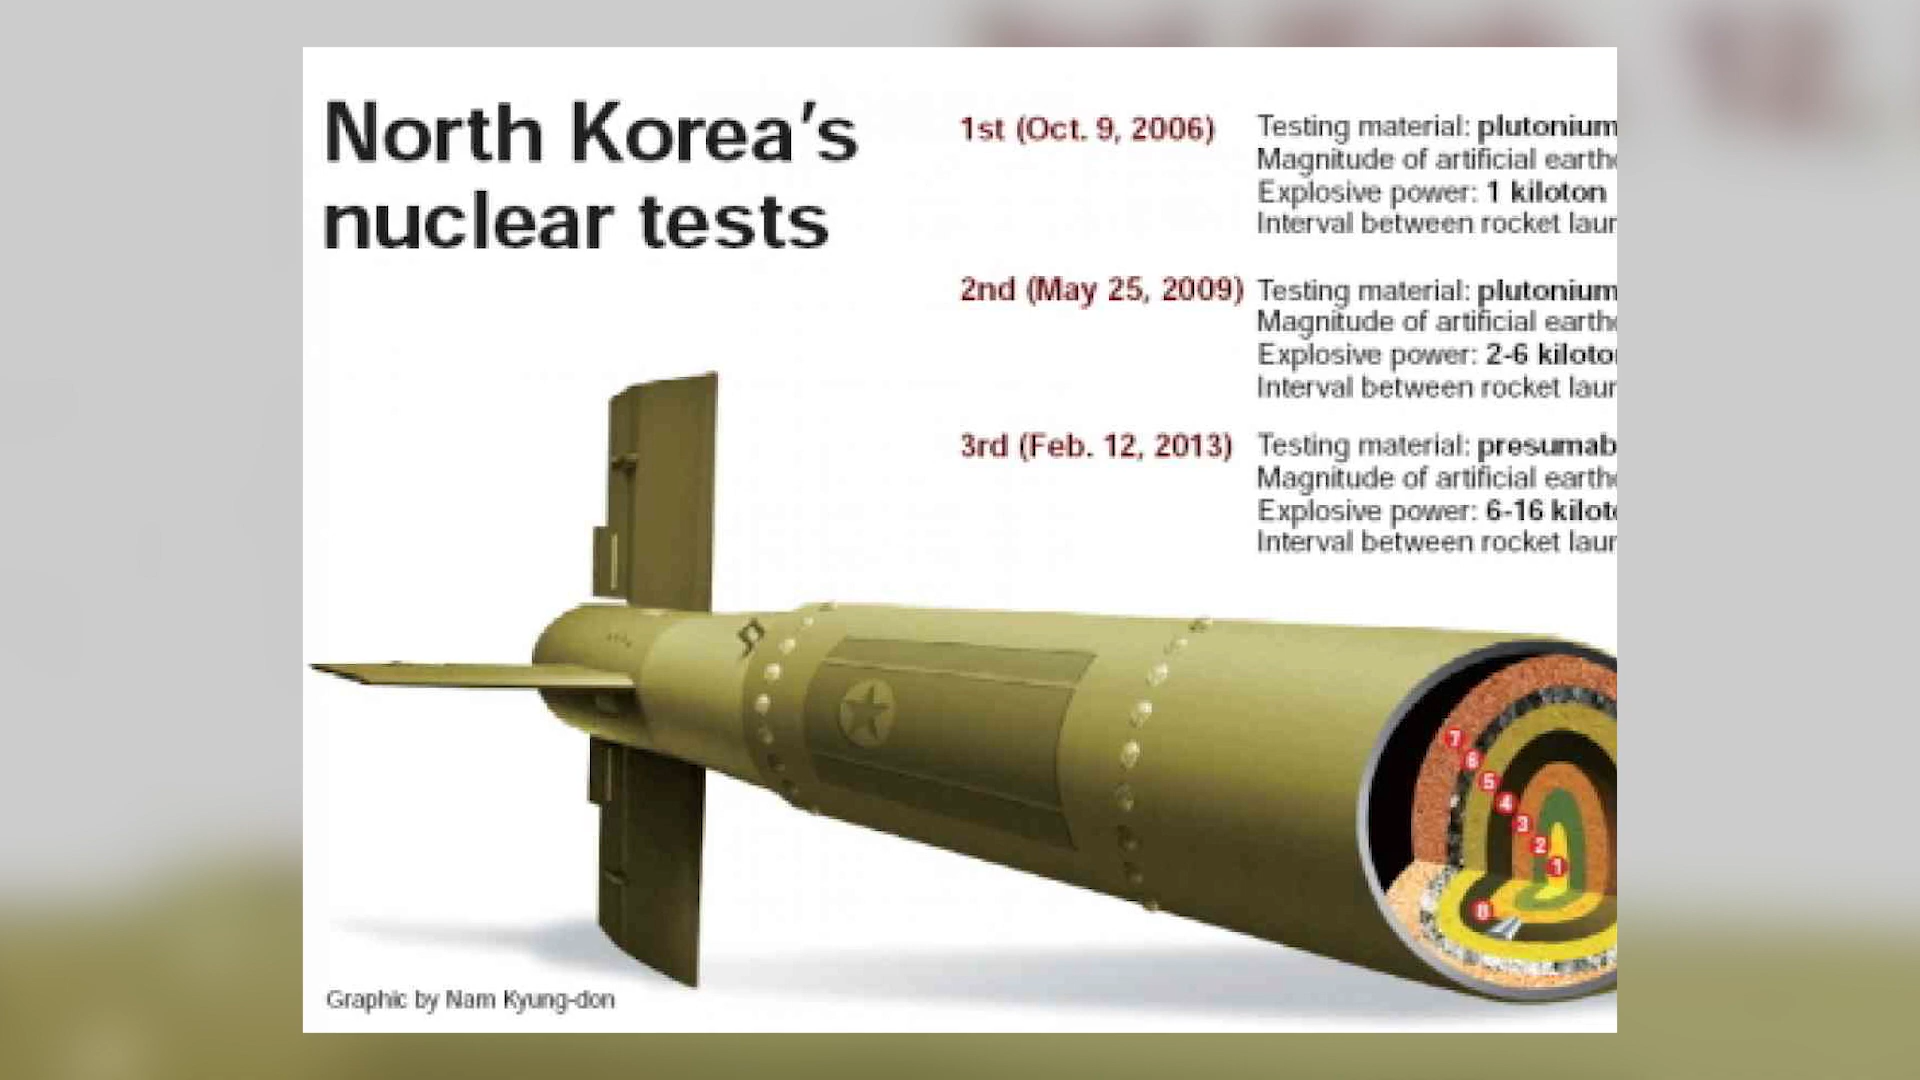 North Korea's
nuclear tests
1st (Oct. 9, 2006)
Testing material: plutonium
Magnitude of artificial earth
Explosive power: 1 kiloton
Interval between rocket laun
2nd (May 25, 2009)
Testing material: plutonium
Magnitude of artificial earth
Explosive power: 2-6 kiloto
Interval between rocket laun
3rd (Feb. 12, 2013)
Testing material: presumab
Magnitude of artificial earth
Explosive power: 6-16 kilot
Interval between rocket laun
7
6
5
4
3
2
1
8
Graphic by Nam Kyung-don